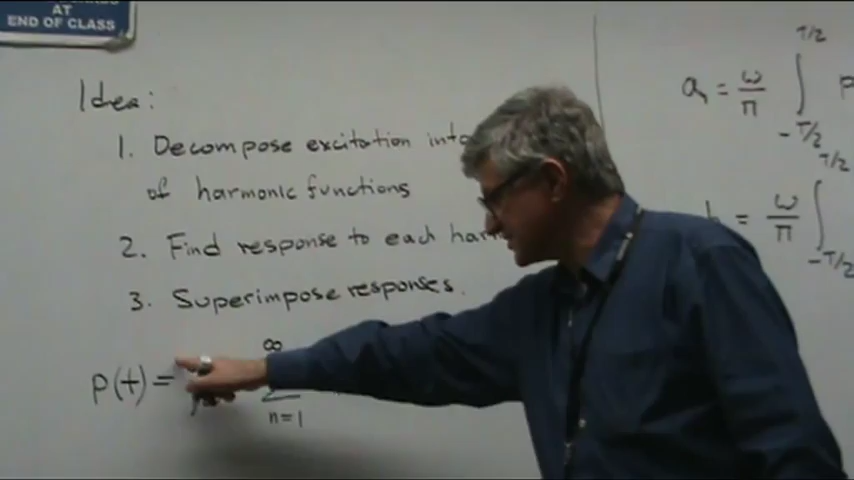 AT
END OF CLASS
Idea:
1. Decompose excitation into
of harmonic functions
2. Find response to each harm
3. Superimpose responses.
p(t) =
∞
Σ
n=1
aₙ = ω/π ∫ T/2 -T/2 p
= ω/π ∫ T/2 -T/2